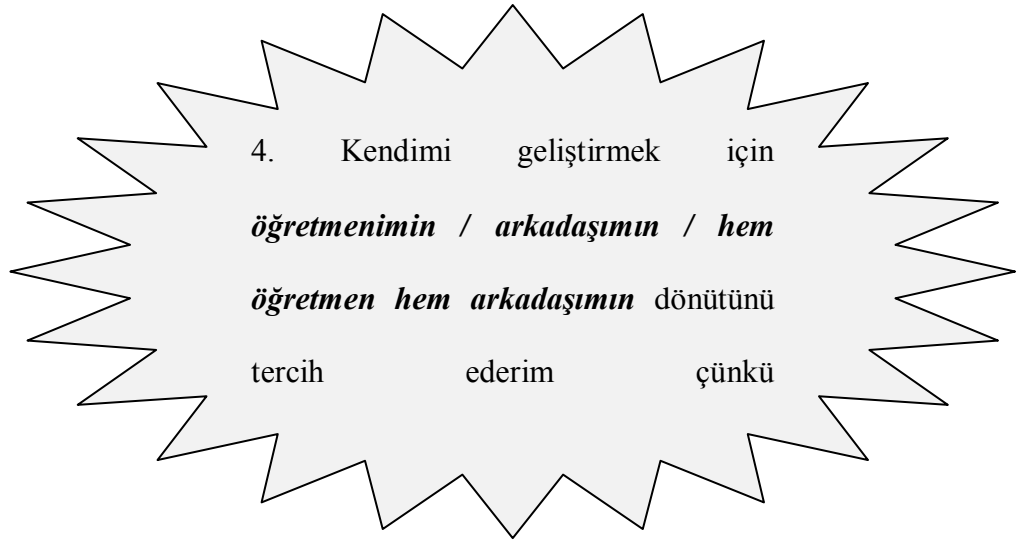 4. Kendimi geliştirmek için
öğretmenimin / arkadaşımın / hem
öğretmen hem arkadaşımın dönütünü
tercih ederim çünkü